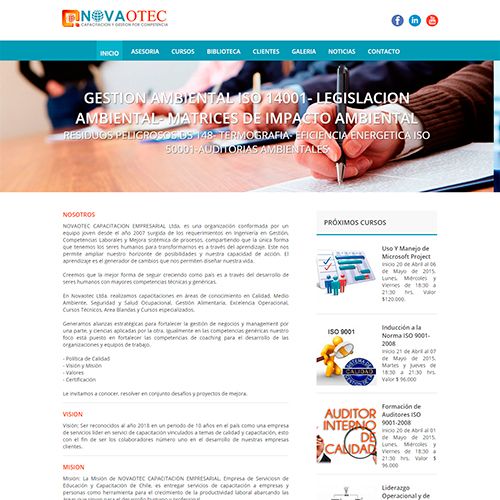 NOVAOTEC
CAPACITACION Y GESTION POR COMPETENCIA
INICIO ASESORIA CURSOS BIBLIOTECA CLIENTES GALERIA NOTICIAS CONTACTO
GESTION AMBIENTAL ISO 14001- LEGISLACION
AMBIENTAL- MATRICES DE IMPACTO AMBIENTAL
RESIDUOS PELIGROSOS DS 148- TERMOGRAFIA- EFICIENCIA ENERGETICA ISO
50001-AUDITORIAS AMBIENTALES
NOSOTROS
NOVAOTEC CAPACITACION EMPRESARIAL Ltda. es una organización conformada por un
equipo joven desde el año 2007 surgida de los requerimientos en Ingeniería en Gestión,
Competencias Laborales y Mejora sistémica de procesos, compartiendo que la única forma
que tenemos los seres humanos para transformarnos es a través del aprendizaje. Este nos
permite ampliar nuestro horizonte de posibilidades y nuestra capacidad de acción. El
aprendizaje es el generador de cambios que nos permiten diseñar nuestra vida.
Creemos que la mejor forma de seguir creciendo como país es a través del desarrollo de
seres humanos con mayores competencias técnicas y genéricas.
En Novaotec Ltda. realizamos capacitaciones en áreas de conocimiento en Calidad, Medio
Ambiente, Seguridad y Salud Ocupacional, Gestión Alimentaria, Excelencia Operacional,
Cursos Técnicos, Area Blandas y Cursos especializados.
Generamos alianzas estratégicas para fortalecer la gestión de negocios y management por
una parte, y ciencias aplicadas por la otra. Igualmente en las competencias genéricas nuestro
foco está puesto en fortalecer las competencias de coaching para el desarrollo de las
organizaciones y equipos de trabajo.
- Política de Calidad
- Visión y Misión
- Valores
- Certificación
Le invitamos a conocer, resolver en conjunto desafíos y proyectos de mejora.
VISION
Visión: Ser reconocidos al año 2018 en un período de 10 años en el país como una empresa
de servicios líder en servicio de capacitación vinculados a temas de calidad y capacitación, esto
con el fin de ser los colaboradores número uno en el desarrollo de nuestras empresas
clientes.
MISION
Misión: La Misión de NOVAOTEC CAPACITACIÓN EMPRESARIAL, Empresa de Servicios en
Educación y Capacitación de Chile, es entregar servicios de capacitación a empresas y
personas como herramienta para el crecimiento de la productividad laboral abarcando las
PRÓXIMOS CURSOS
Uso Y Manejo de
Microsoft Project
Inicio 20 de Abril al 06
de Mayo de 2015.
Lunes, Miércoles y
Viernes de 18:30 a
21:30 hrs. Valor
$120.000.
ISO 9001
SISTEMA DE
CALIDAD
Inducción a la
Norma ISO 9001-
2008
Inicio 21 de Abril al 07
de Mayo de 2015,
Martes y Jueves de
18:30 a 21:30 hrs.
Valor $ 96.000
AUDITOR
INTERNO
DE
CALIDAD
Formación de
Auditores ISO
9001-2008
Inicio 20 de Abril al 01
de Mayo de 2015,
Lunes, Miércoles y
Viernes de 18:30 a
21:30 hrs. Valor $
96.000
Liderazgo
Operacional y de